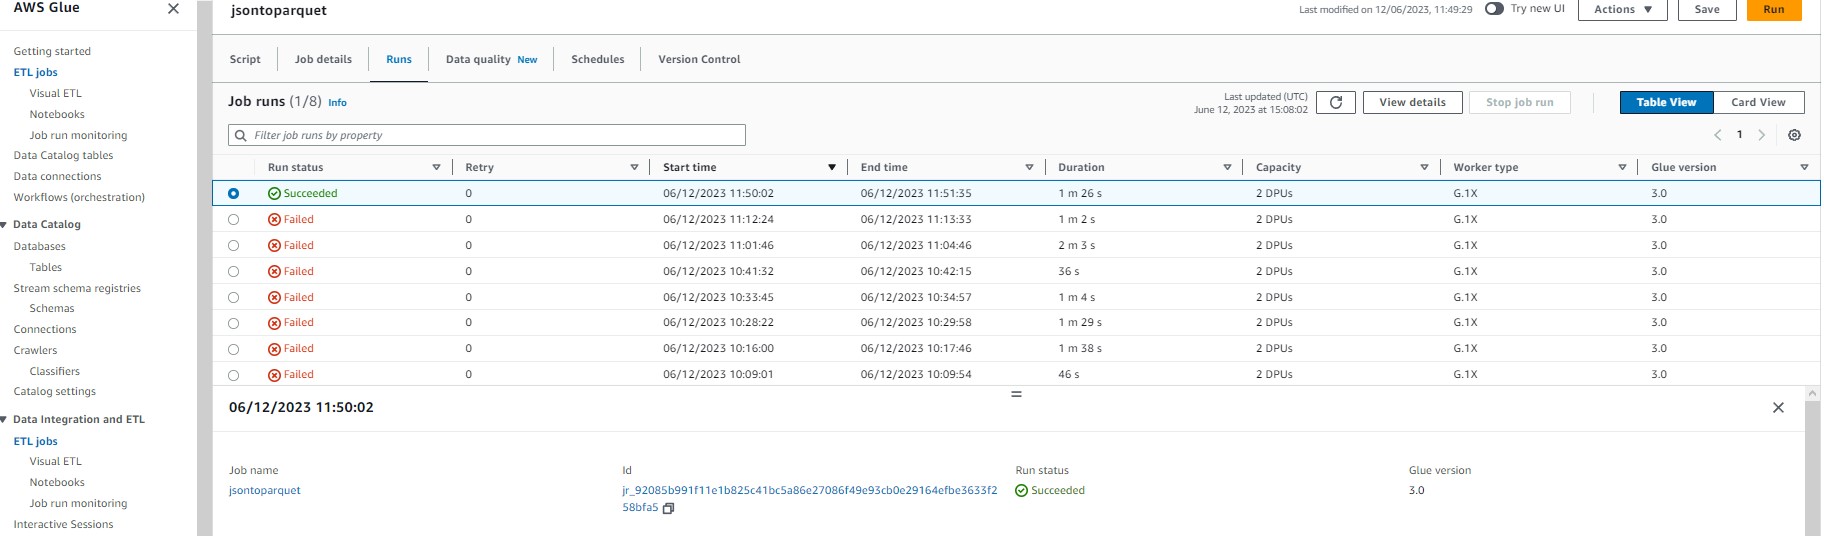 AWS Glue
Getting started
ETL jobs
Visual ETL
Notebooks
Job run monitoring
Data Catalog tables
Data connections
Workflows (orchestration)
Data Catalog
Databases
Tables
Stream schema registries
Schemas
Connections
Crawlers
Classifiers
Catalog settings
Data Integration and ETL
ETL jobs
Visual ETL
Notebooks
Job run monitoring
Interactive Sessions
jsontoparquet
Last modified on 12/06/2023, 11:49:29 Try new UI Actions Save Run
Script Job details Runs Data quality New Schedules Version Control
Job runs (1/8) Info
Last updated (UTC)
June 12, 2023 at 15:08:02
View details Stop job run Table View Card View
Filter job runs by property
1
Run status Retry Start time End time Duration Capacity Worker type Glue version
Succeeded 0 06/12/2023 11:50:02 06/12/2023 11:51:35 1 m 26 s 2 DPUs G.1X 3.0
Failed 0 06/12/2023 11:12:24 06/12/2023 11:13:33 1 m 2 s 2 DPUs G.1X 3.0
Failed 0 06/12/2023 11:01:46 06/12/2023 11:04:46 2 m 3 s 2 DPUs G.1X 3.0
Failed 0 06/12/2023 10:41:32 06/12/2023 10:42:15 36 s 2 DPUs G.1X 3.0
Failed 0 06/12/2023 10:33:45 06/12/2023 10:34:57 1 m 4 s 2 DPUs G.1X 3.0
Failed 0 06/12/2023 10:28:22 06/12/2023 10:29:58 1 m 29 s 2 DPUs G.1X 3.0
Failed 0 06/12/2023 10:16:00 06/12/2023 10:17:46 1 m 38 s 2 DPUs G.1X 3.0
Failed 0 06/12/2023 10:09:01 06/12/2023 10:09:54 46 s 2 DPUs G.1X 3.0
06/12/2023 11:50:02
Job name Id Run status Glue version
jsontoparquet jr_92085b991f11e1b825c41bc5a86e27086f49e93cb0e29164efbe3633f2 Succeeded 3.0
58bfa5